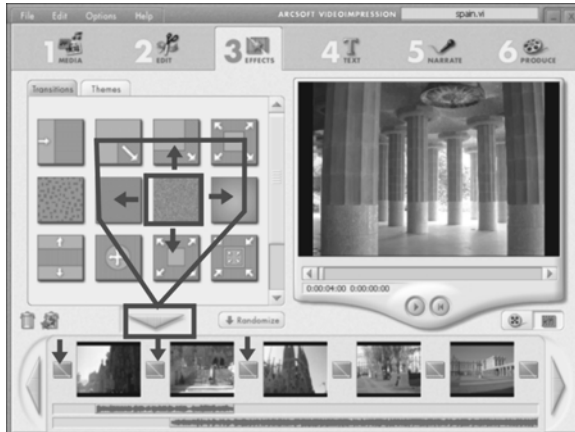 File Edit Options Help ARCSOFT VIDEOIMPRESSION spain.vi
1 MEDIA 2 EDIT 3 EFFECTS 4 TEXT 5 NARRATE 6 PRODUCE
Transitions Themes
0:00:04:00 0:00:00:00
Randomize